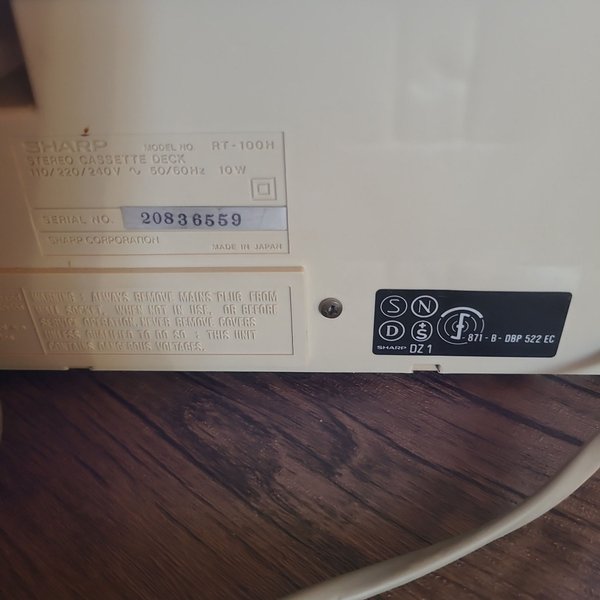 SHARP MODEL NO. RT-100H
STEREO CASSETTE DECK
110/220/240V ∿ 50/60Hz 10W
SERIAL NO. 20836559
SHARP CORPORATION MADE IN JAPAN
WARNING : ALWAYS REMOVE MAINS PLUG FROM
WALL SOCKET, WHEN NOT IN USE, OR BEFORE
SERVICE OPERATION, NEVER REMOVE COVERS
UNLESS QUALIFIED TO DO SO : THIS UNIT
CONTAINS DANGEROUS VOLTAGES.
S N
D +S
871 - B - DBP 522 EC
SHARP DZ 1